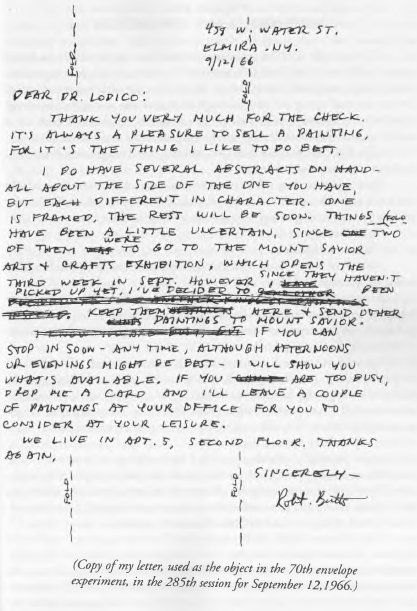 458 W. WATER ST.
ELMIRA. N.Y.
9/12/66
FOLD
FOLD
DEAR DR. LODICO:
THANK YOU VERY MUCH FOR THE CHECK.
IT'S ALWAYS A PLEASURE TO SELL A PAINTING,
FOR IT'S THE THING I LIKE TO DO BEST.
I DO HAVE SEVERAL ABSTRACTS ON HAND-
ALL ABOUT THE SIZE OF THE ONE YOU HAVE,
BUT EACH DIFFERENT IN CHARACTER. ONE
IS FRAMED, THE REST WILL BE SOON. THINGS FOLD
HAVE BEEN A LITTLE UNCERTAIN, SINCE TWO
OF THEM WERE TO GO TO THE MOUNT SAVIOR
ARTS & CRAFTS EXHIBITION, WHICH OPENS THE
THIRD WEEK IN SEPT. HOWEVER SINCE THEY HAVEN'T
BEEN PICKED UP YET, I'VE DECIDED TO
KEEP THEM HERE & SEND OTHER
PAINTINGS TO MOUNT SAVIOR.
IF YOU CAN
STOP IN SOON - ANY TIME, ALTHOUGH AFTERNOONS
OR EVENINGS MIGHT BE BEST - I WILL SHOW YOU
WHAT'S AVAILABLE. IF YOU ARE TOO BUSY,
DROP ME A CARD AND I'LL LEAVE A COUPLE
OF PAINTINGS AT YOUR OFFICE FOR YOU TO
CONSIDER AT YOUR LEISURE.
WE LIVE IN APT. 5, SECOND FLOOR. THANKS
AGAIN,
SINCERELY-
Robt. Butts
FOLD
FOLD
(Copy of my letter, used as the object in the 70th envelope
experiment, in the 285th session for September 12,1966.)